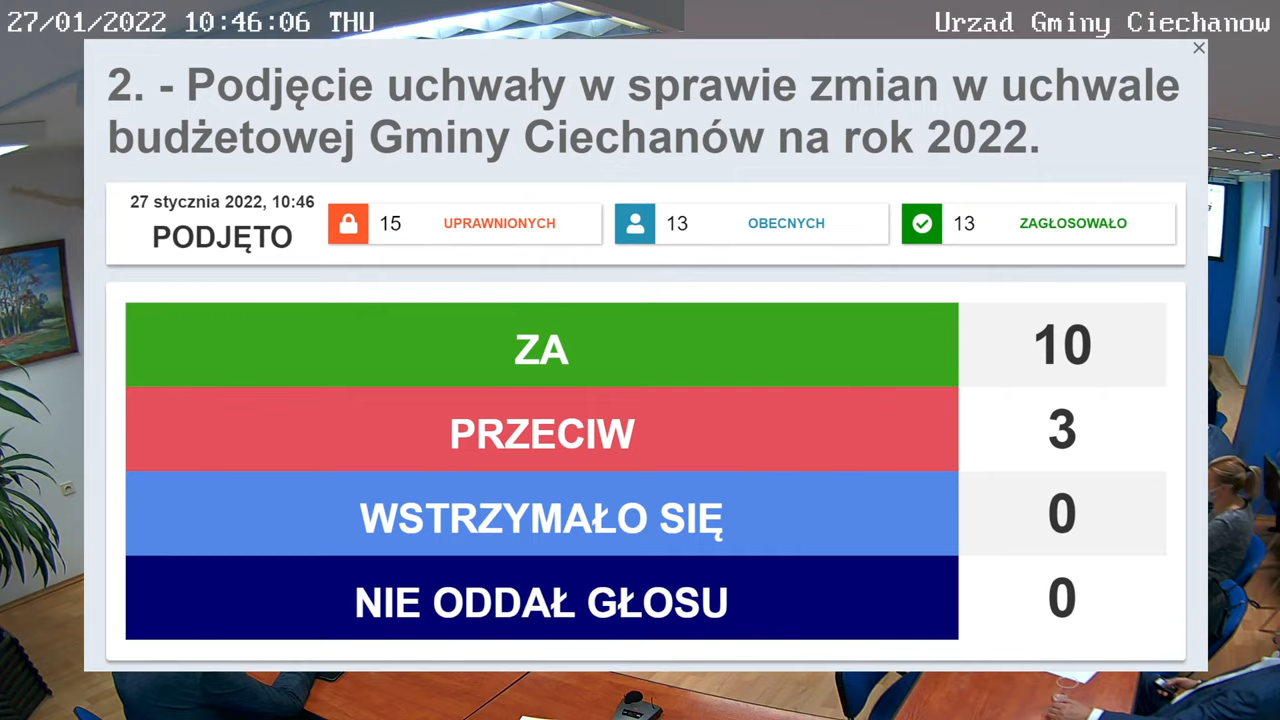 27/01/2022 10:46:06 THU
Urzad Gminy Ciechanow
2. - Podjęcie uchwały w sprawie zmian w uchwale
budżetowej Gminy Ciechanów na rok 2022.
27 stycznia 2022, 10:46
PODJĘTO
15 UPRAWNIONYCH
13 OBECNYCH
13 ZAGŁOSOWAŁO
ZA 10
PRZECIW 3
WSTRZYMAŁO SIĘ 0
NIE ODDAŁ GŁOSU 0